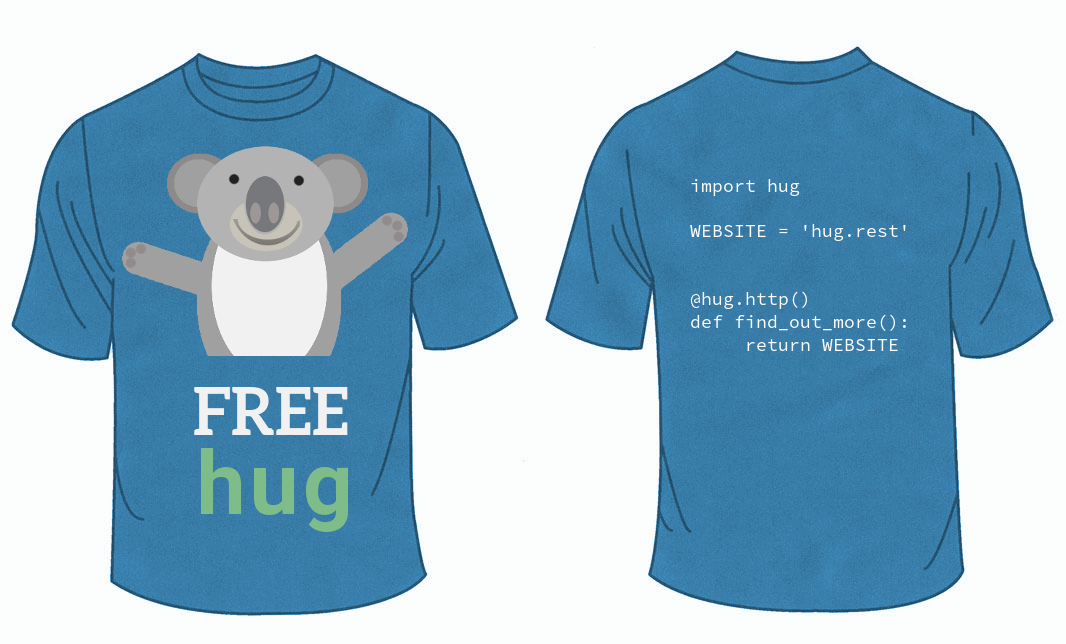 FREE
hug
import hug
WEBSITE = 'hug.rest'
@hug.http()
def find_out_more():
    return WEBSITE